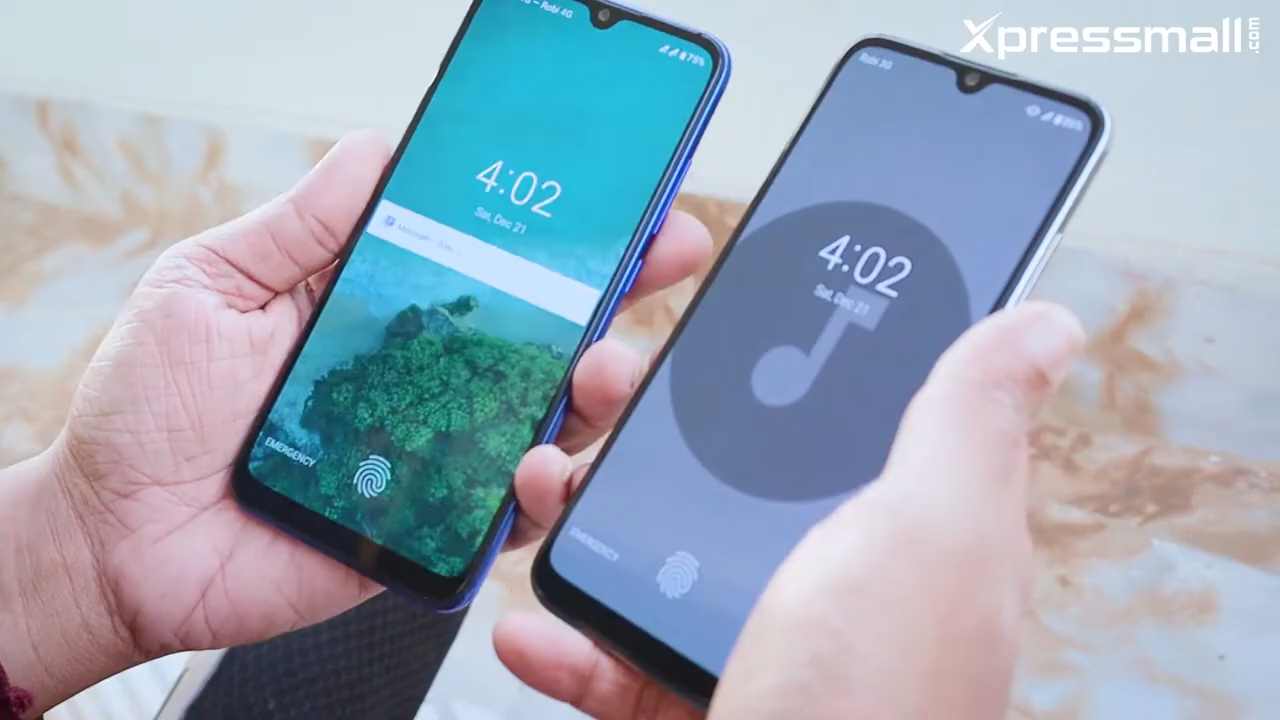 Xpressmall.com
Robi 4G
75%
4:02
Sat, Dec 21
Messages
EMERGENCY
Robi 3G
4:02
Sat, Dec 21
EMERGENCY